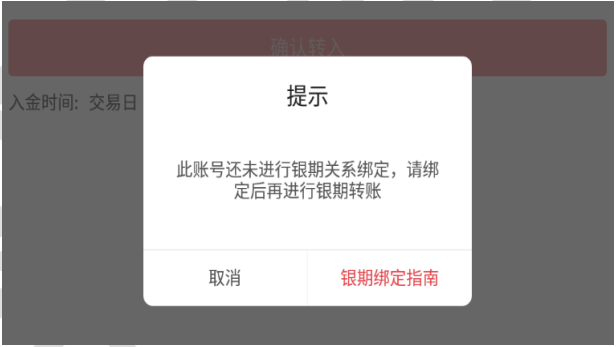 确认转入
入金时间：交易日
提示
此账号还未进行银期关系绑定，请绑
定后再进行银期转账
取消
银期绑定指南